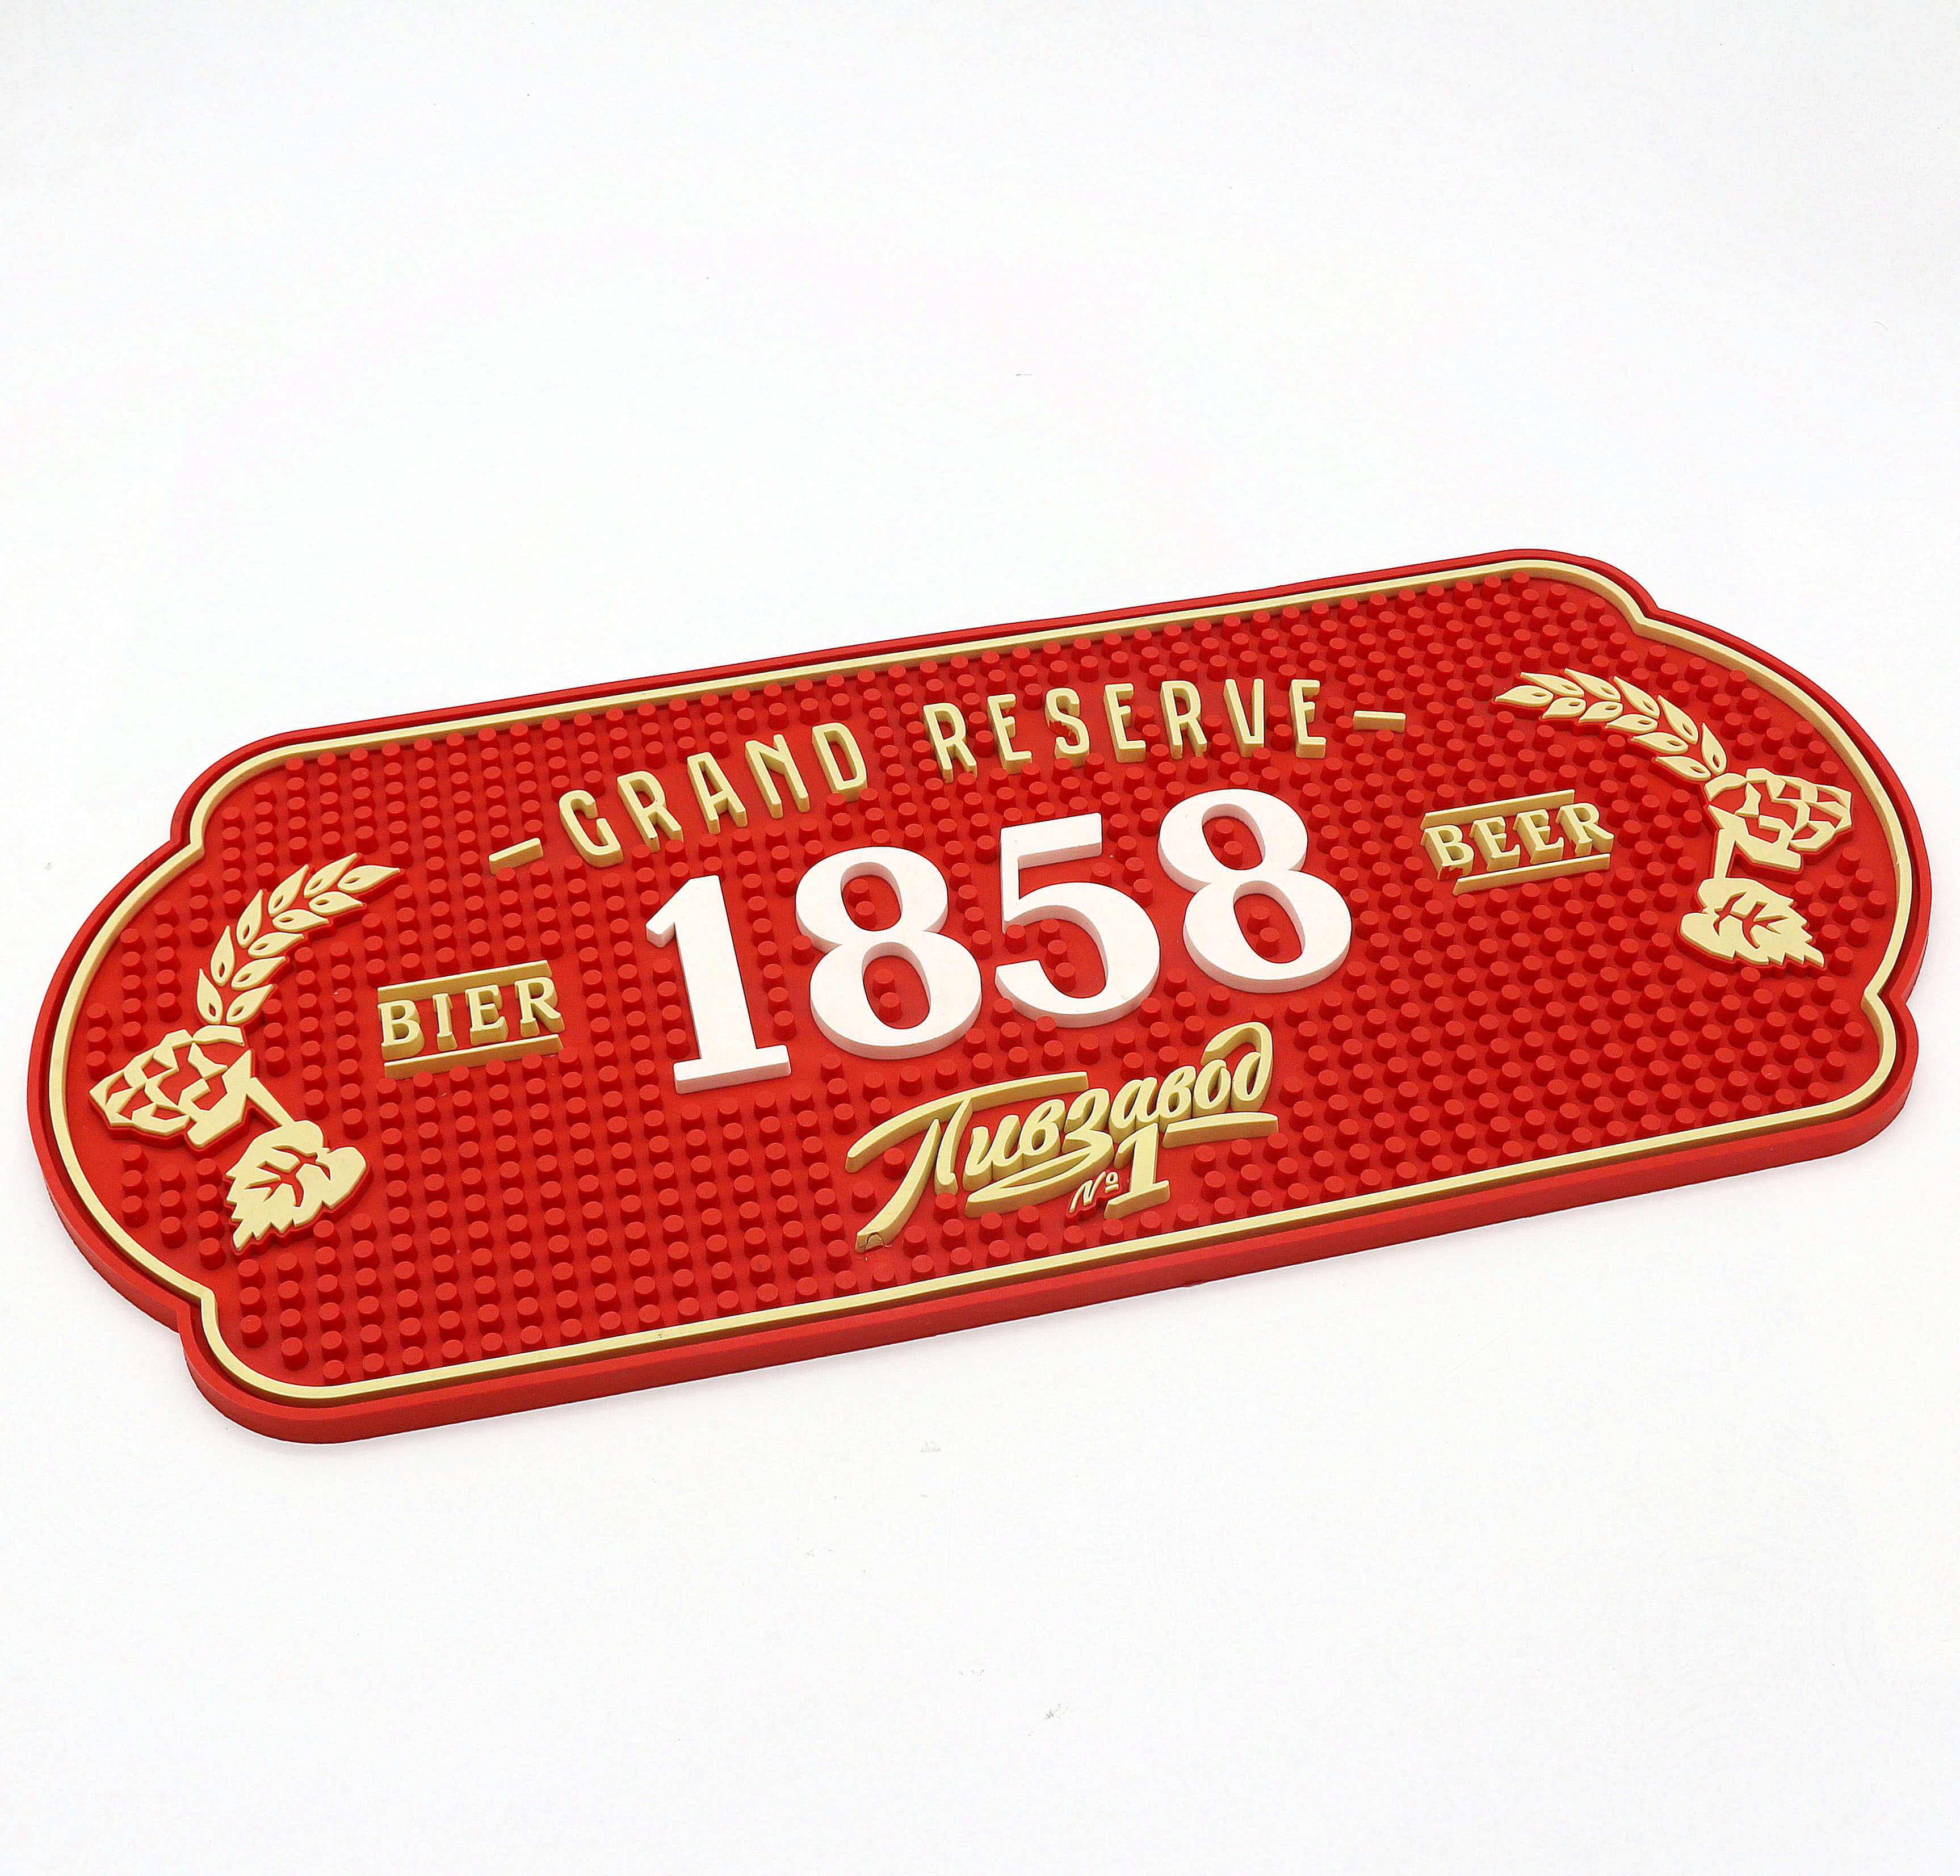 —GRAND RESERVE—
BIER
1858
BEER
Пивзавод
№1